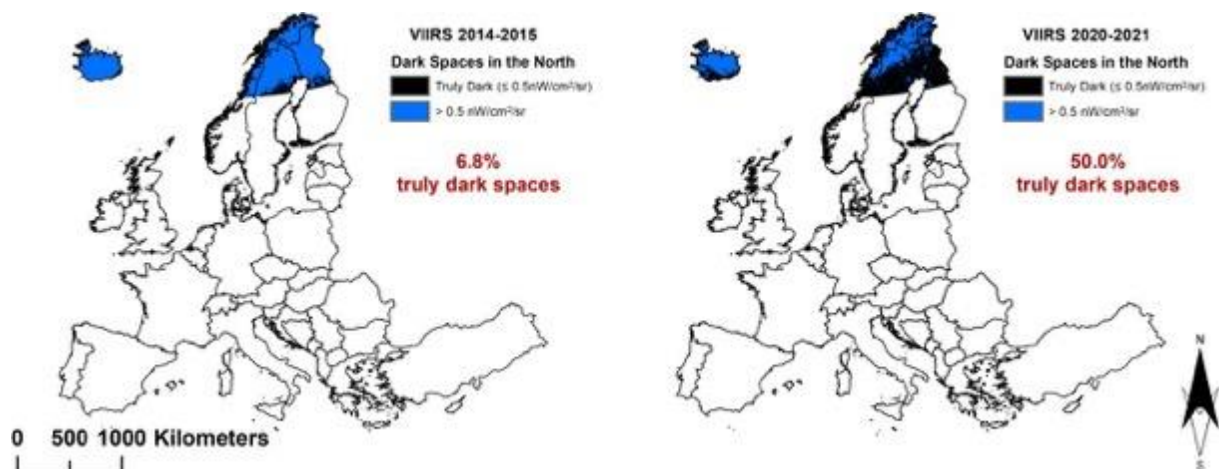 VIIRS 2014-2015
Dark Spaces in the North
Truly Dark (≤ 0.5nW/cm²/sr)
> 0.5 nW/cm²/sr
6.8%
truly dark spaces
VIIRS 2020-2021
Dark Spaces in the North
Truly Dark (≤ 0.5nW/cm²/sr)
> 0.5 nW/cm²/sr
50.0%
truly dark spaces
0 500 1000 Kilometers
N
S